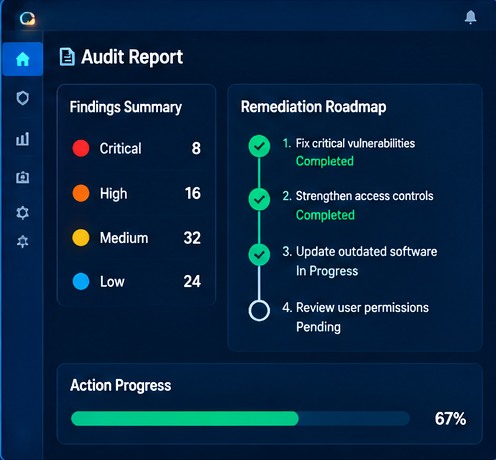 Audit Report
Findings Summary
Critical 8
High 16
Medium 32
Low 24
Remediation Roadmap
1. Fix critical vulnerabilities
Completed
2. Strengthen access controls
Completed
3. Update outdated software
In Progress
4. Review user permissions
Pending
Action Progress
67%